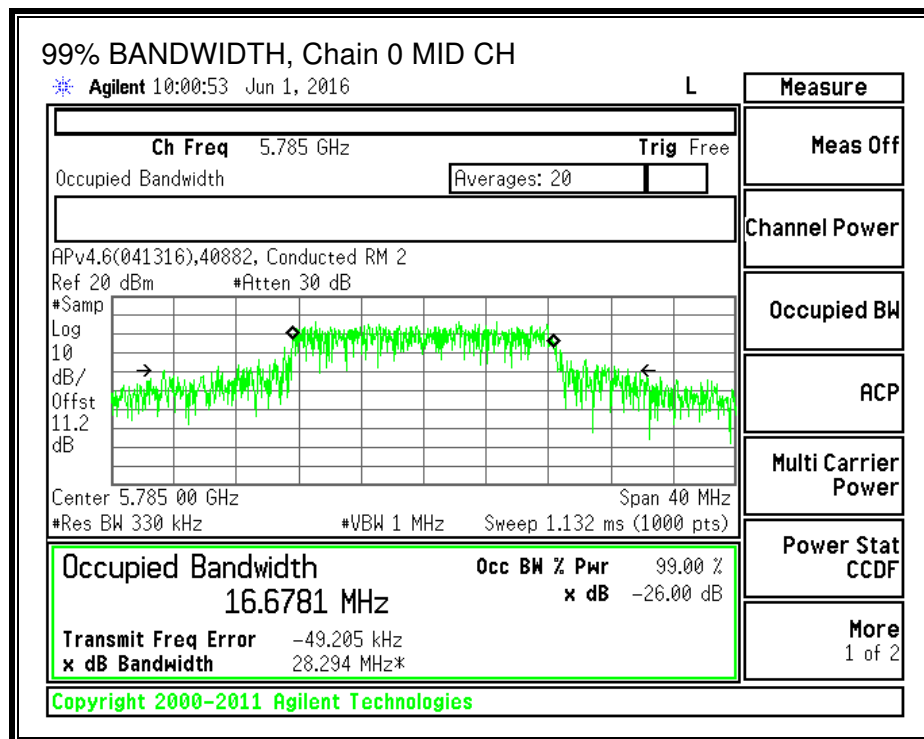 99% BANDWIDTH, Chain 0 MID CH
Agilent 10:00:53 Jun 1, 2016 L
Measure
Ch Freq 5.785 GHz Trig Free
Occupied Bandwidth Averages: 20
APv4.6(041316),40882, Conducted RM 2
Ref 20 dBm #Atten 30 dB
#Samp
Log
10
dB/
Offst
11.2
dB
Center 5.785 00 GHz Span 40 MHz
#Res BW 330 kHz #VBW 1 MHz Sweep 1.132 ms (1000 pts)
Occupied Bandwidth Occ BW % Pwr 99.00 %
16.6781 MHz x dB -26.00 dB
Transmit Freq Error -49.205 kHz
x dB Bandwidth 28.294 MHz*
Meas Off
Channel Power
Occupied BW
ACP
Multi Carrier
Power
Power Stat
CCDF
More
1 of 2
Copyright 2000-2011 Agilent Technologies